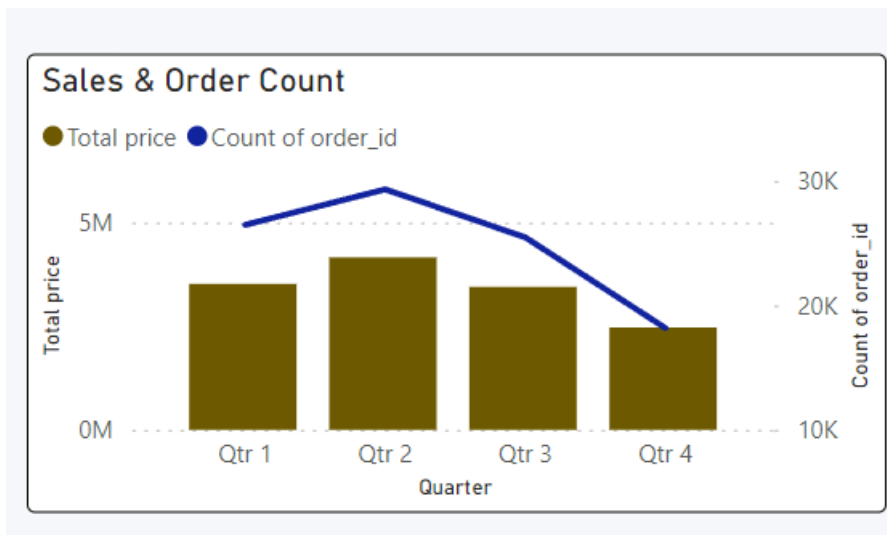 Sales & Order Count
Total price Count of order_id
30K
5M
Total price
20K
Count of order_id
0M
10K
Qtr 1 Qtr 2 Qtr 3 Qtr 4
Quarter